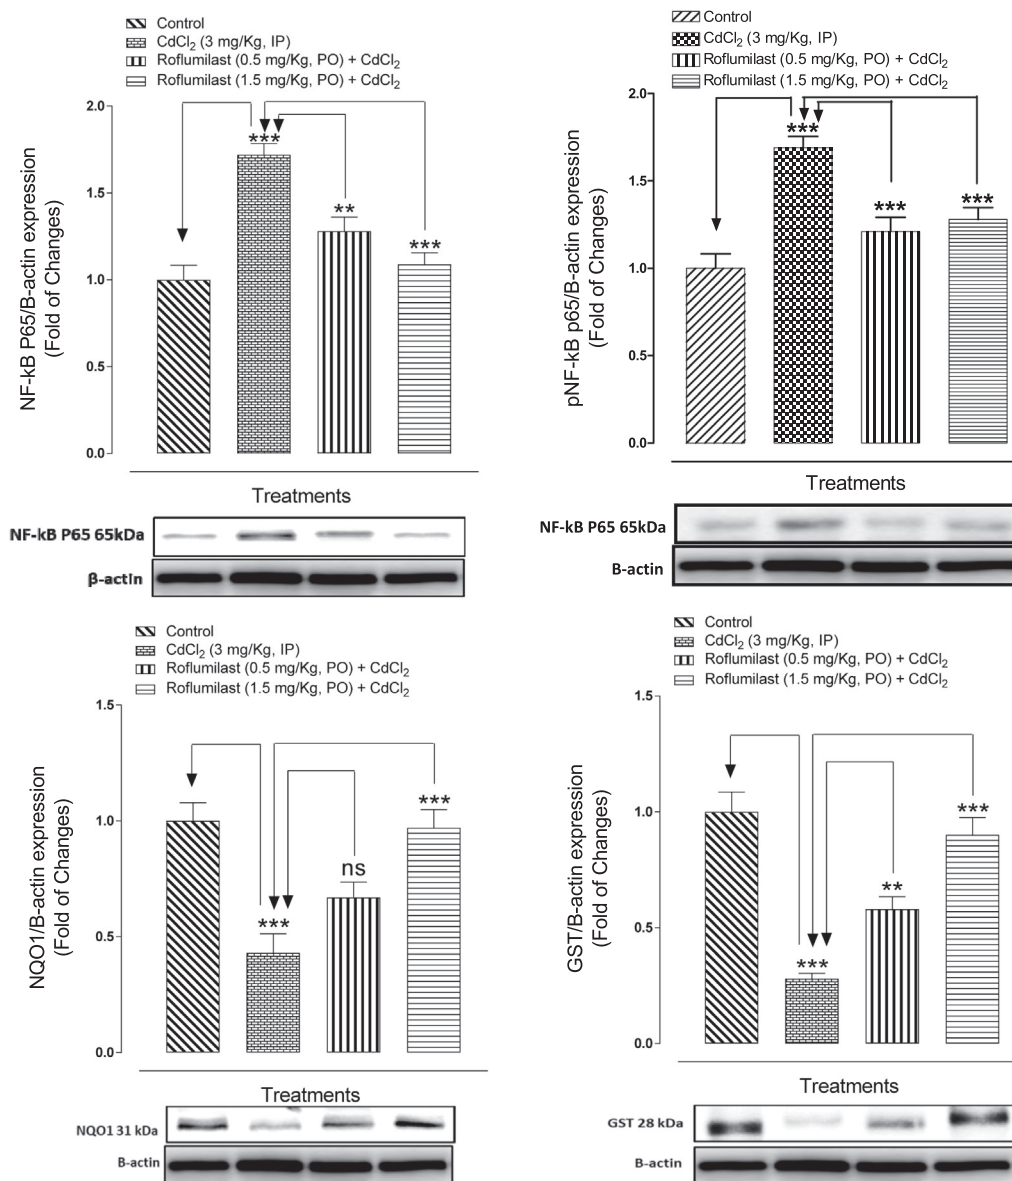 Control
CdCl2 (3 mg/Kg, IP)
Roflumilast (0.5 mg/Kg, PO) + CdCl2
Roflumilast (1.5 mg/Kg, PO) + CdCl2
NF-kB P65/B-actin expression
(Fold of Changes)
2.0
1.5
1.0
0.5
0.0
***
**
***
Treatments
NF-kB P65 65kDa
β-actin
Control
CdCl2 (3 mg/Kg, IP)
Roflumilast (0.5 mg/Kg, PO) + CdCl2
Roflumilast (1.5 mg/Kg, PO) + CdCl2
pNF-kB p65/B-actin expression
(Fold of Changes)
2.0
1.5
1.0
0.5
0.0
***
***
***
Treatments
NF-kB P65 65kDa
B-actin
Control
CdCl2 (3 mg/Kg, IP)
Roflumilast (0.5 mg/Kg, PO) + CdCl2
Roflumilast (1.5 mg/Kg, PO) + CdCl2
NQO1/B-actin expression
(Fold of Changes)
1.5
1.0
0.5
0.0
***
ns
***
Treatments
NQO1 31 kDa
B-actin
Control
CdCl2 (3 mg/Kg, IP)
Roflumilast (0.5 mg/Kg, PO) + CdCl2
Roflumilast (1.5 mg/Kg, PO) + CdCl2
GST/B-actin expression
(Fold of Changes)
1.5
1.0
0.5
0.0
***
**
***
Treatments
GST 28 kDa
B-actin